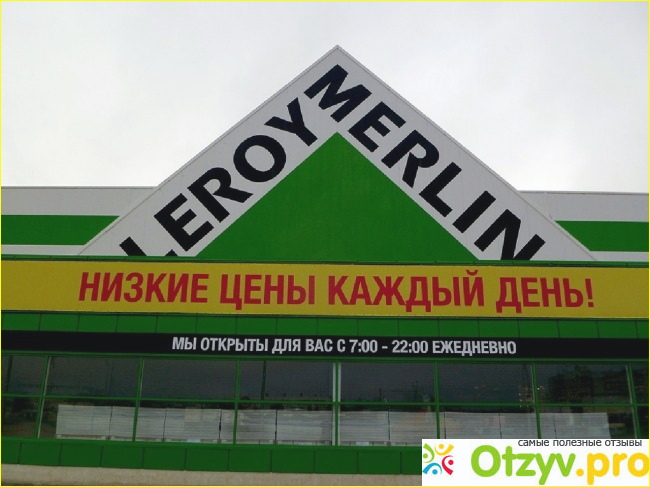 LEROY MERLIN
НИЗКИЕ ЦЕНЫ КАЖДЫЙ ДЕНЬ!
МЫ ОТКРЫТЫ ДЛЯ ВАС С 7:00 - 22:00 ЕЖЕДНЕВНО
самые полезные отзывы
Otzyv.pro